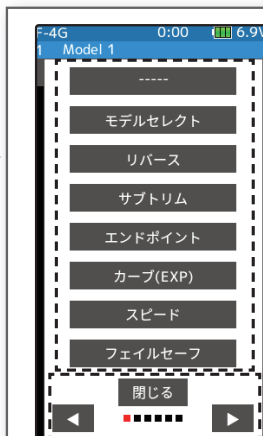 F-4G 0:00 6.9V
1 Model 1
-----
モデルセレクト
リバース
サブトリム
エンドポイント
カーブ(EXP)
スピード
フェイルセーフ
閉じる